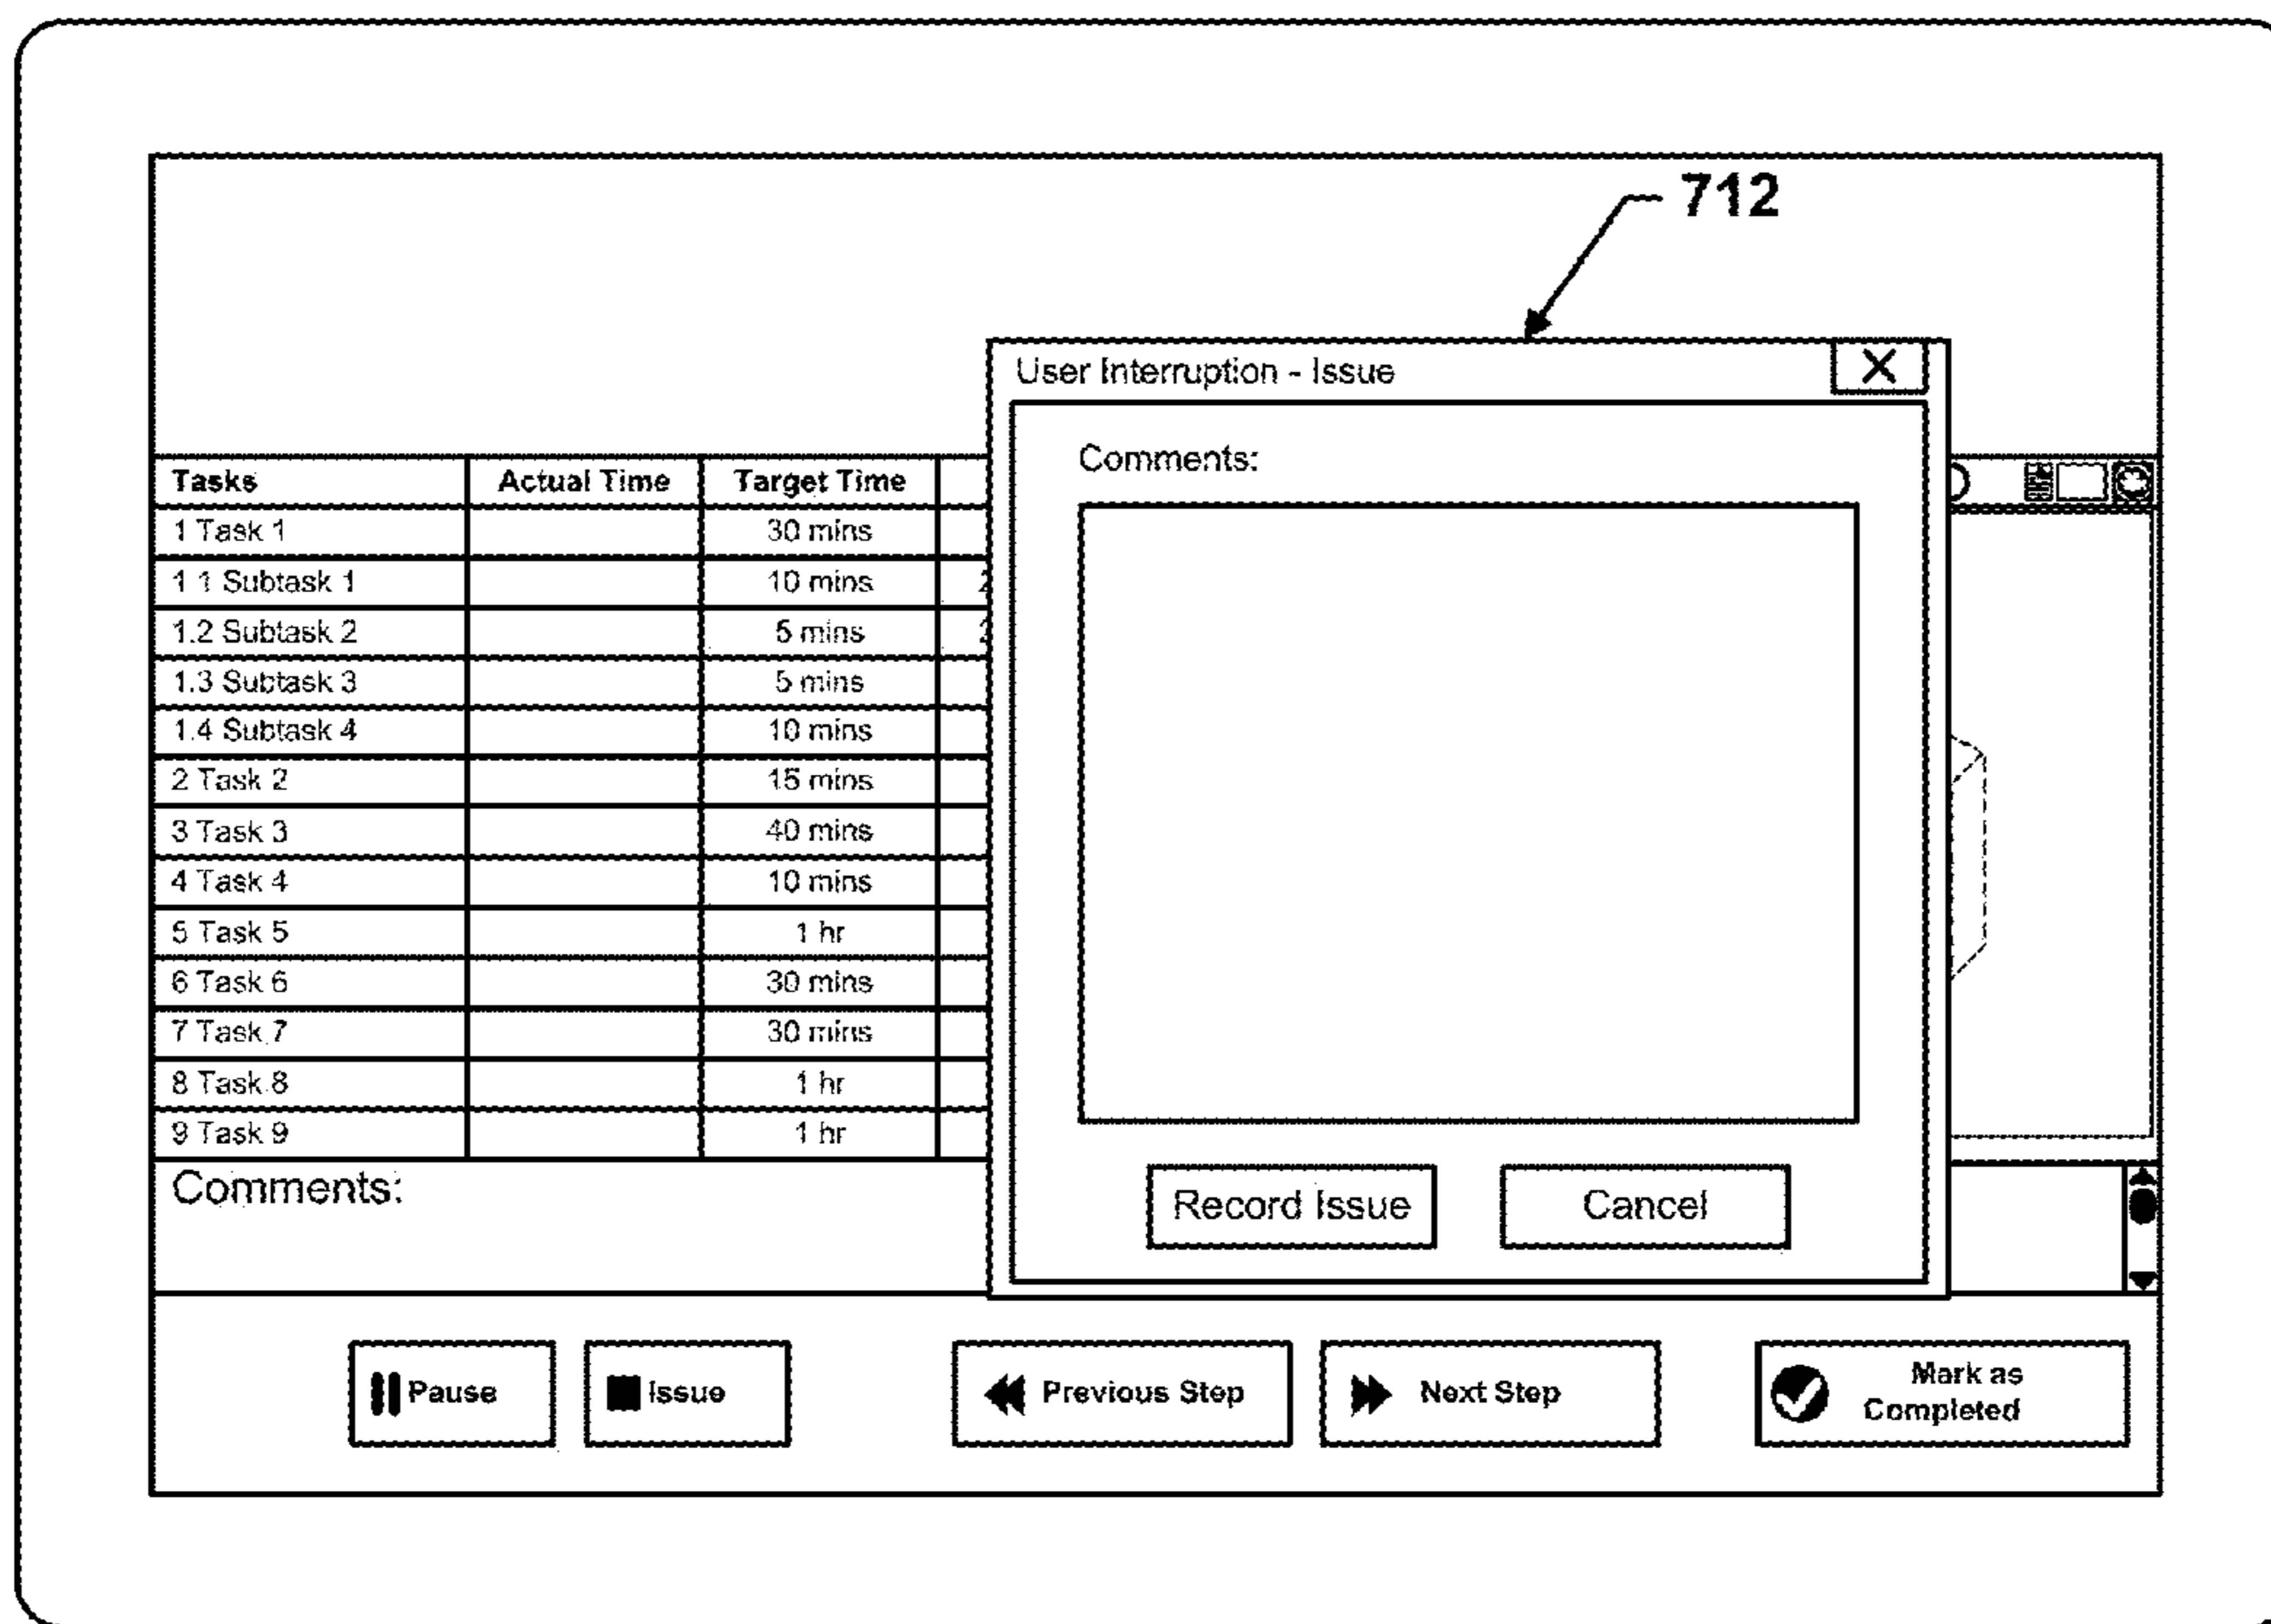 712
User Interruption - Issue
X
Comments:
Tasks Actual Time Target Time
1 Task 1 30 mins
1 1 Subtask 1 10 mins
1.2 Subtask 2 5 mins
1.3 Subtask 3 5 mins
1.4 Subtask 4 10 mins
2 Task 2 15 mins
3 Task 3 40 mins
4 Task 4 10 mins
5 Task 5 1 hr
6 Task 6 30 mins
7 Task 7 30 mins
8 Task 8 1 hr
9 Task 9 1 hr
Record Issue Cancel
Comments:
Pause Issue Previous Step Next Step Mark as
Completed